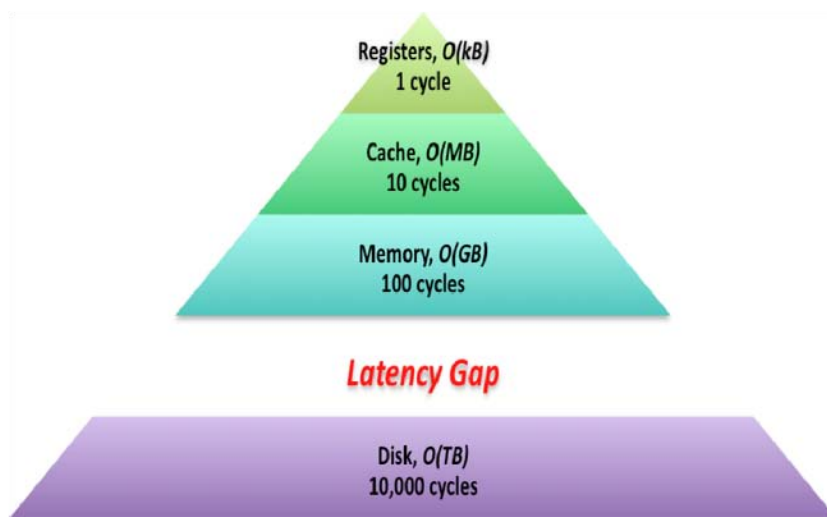 Registers, O(kB)
1 cycle
Cache, O(MB)
10 cycles
Memory, O(GB)
100 cycles
Latency Gap
Disk, O(TB)
10,000 cycles